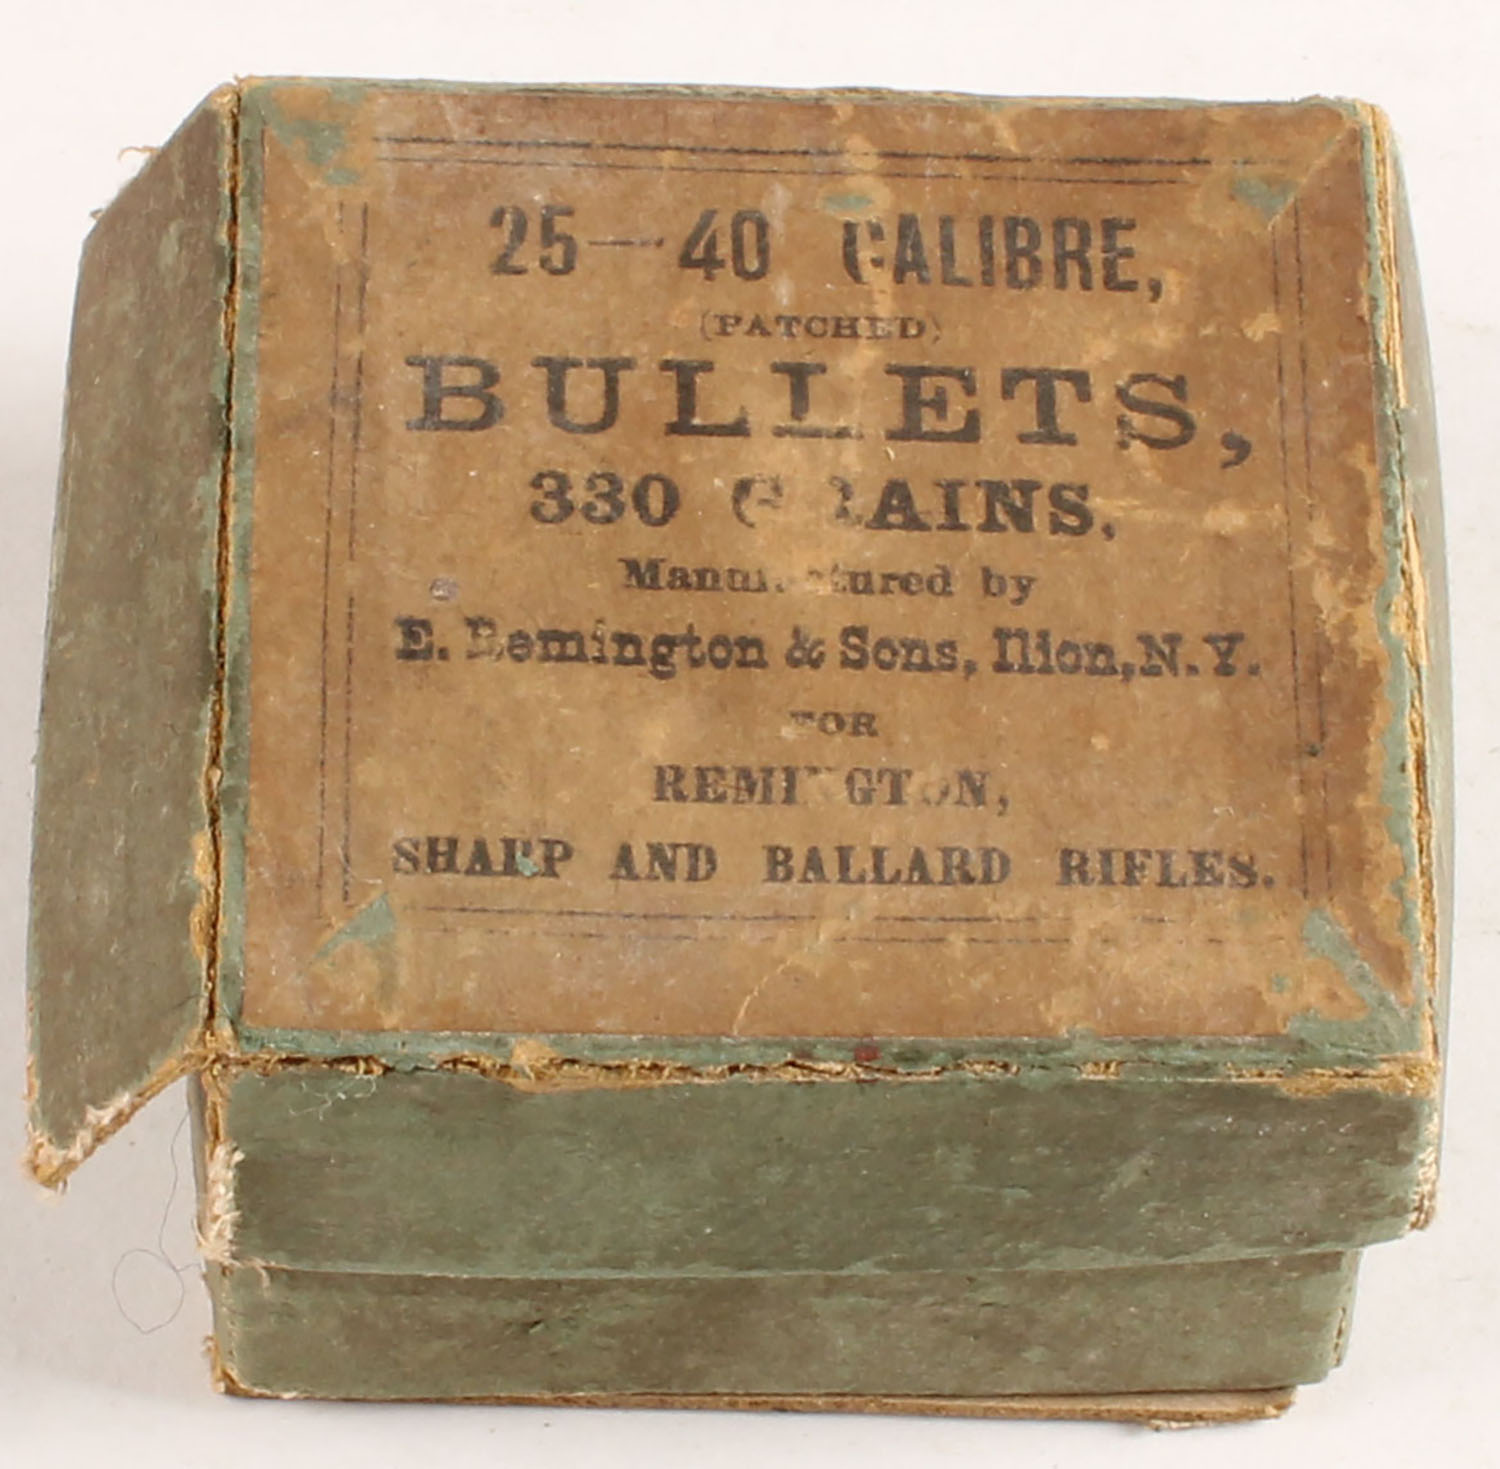 25—40 CALIBRE,
(PATCHED)
BULLETS,
330 GRAINS.
Manufactured by
E. Remington & Sons, Ilion, N. Y.
FOR
REMINGTON,
SHARP AND BALLARD RIFLES.